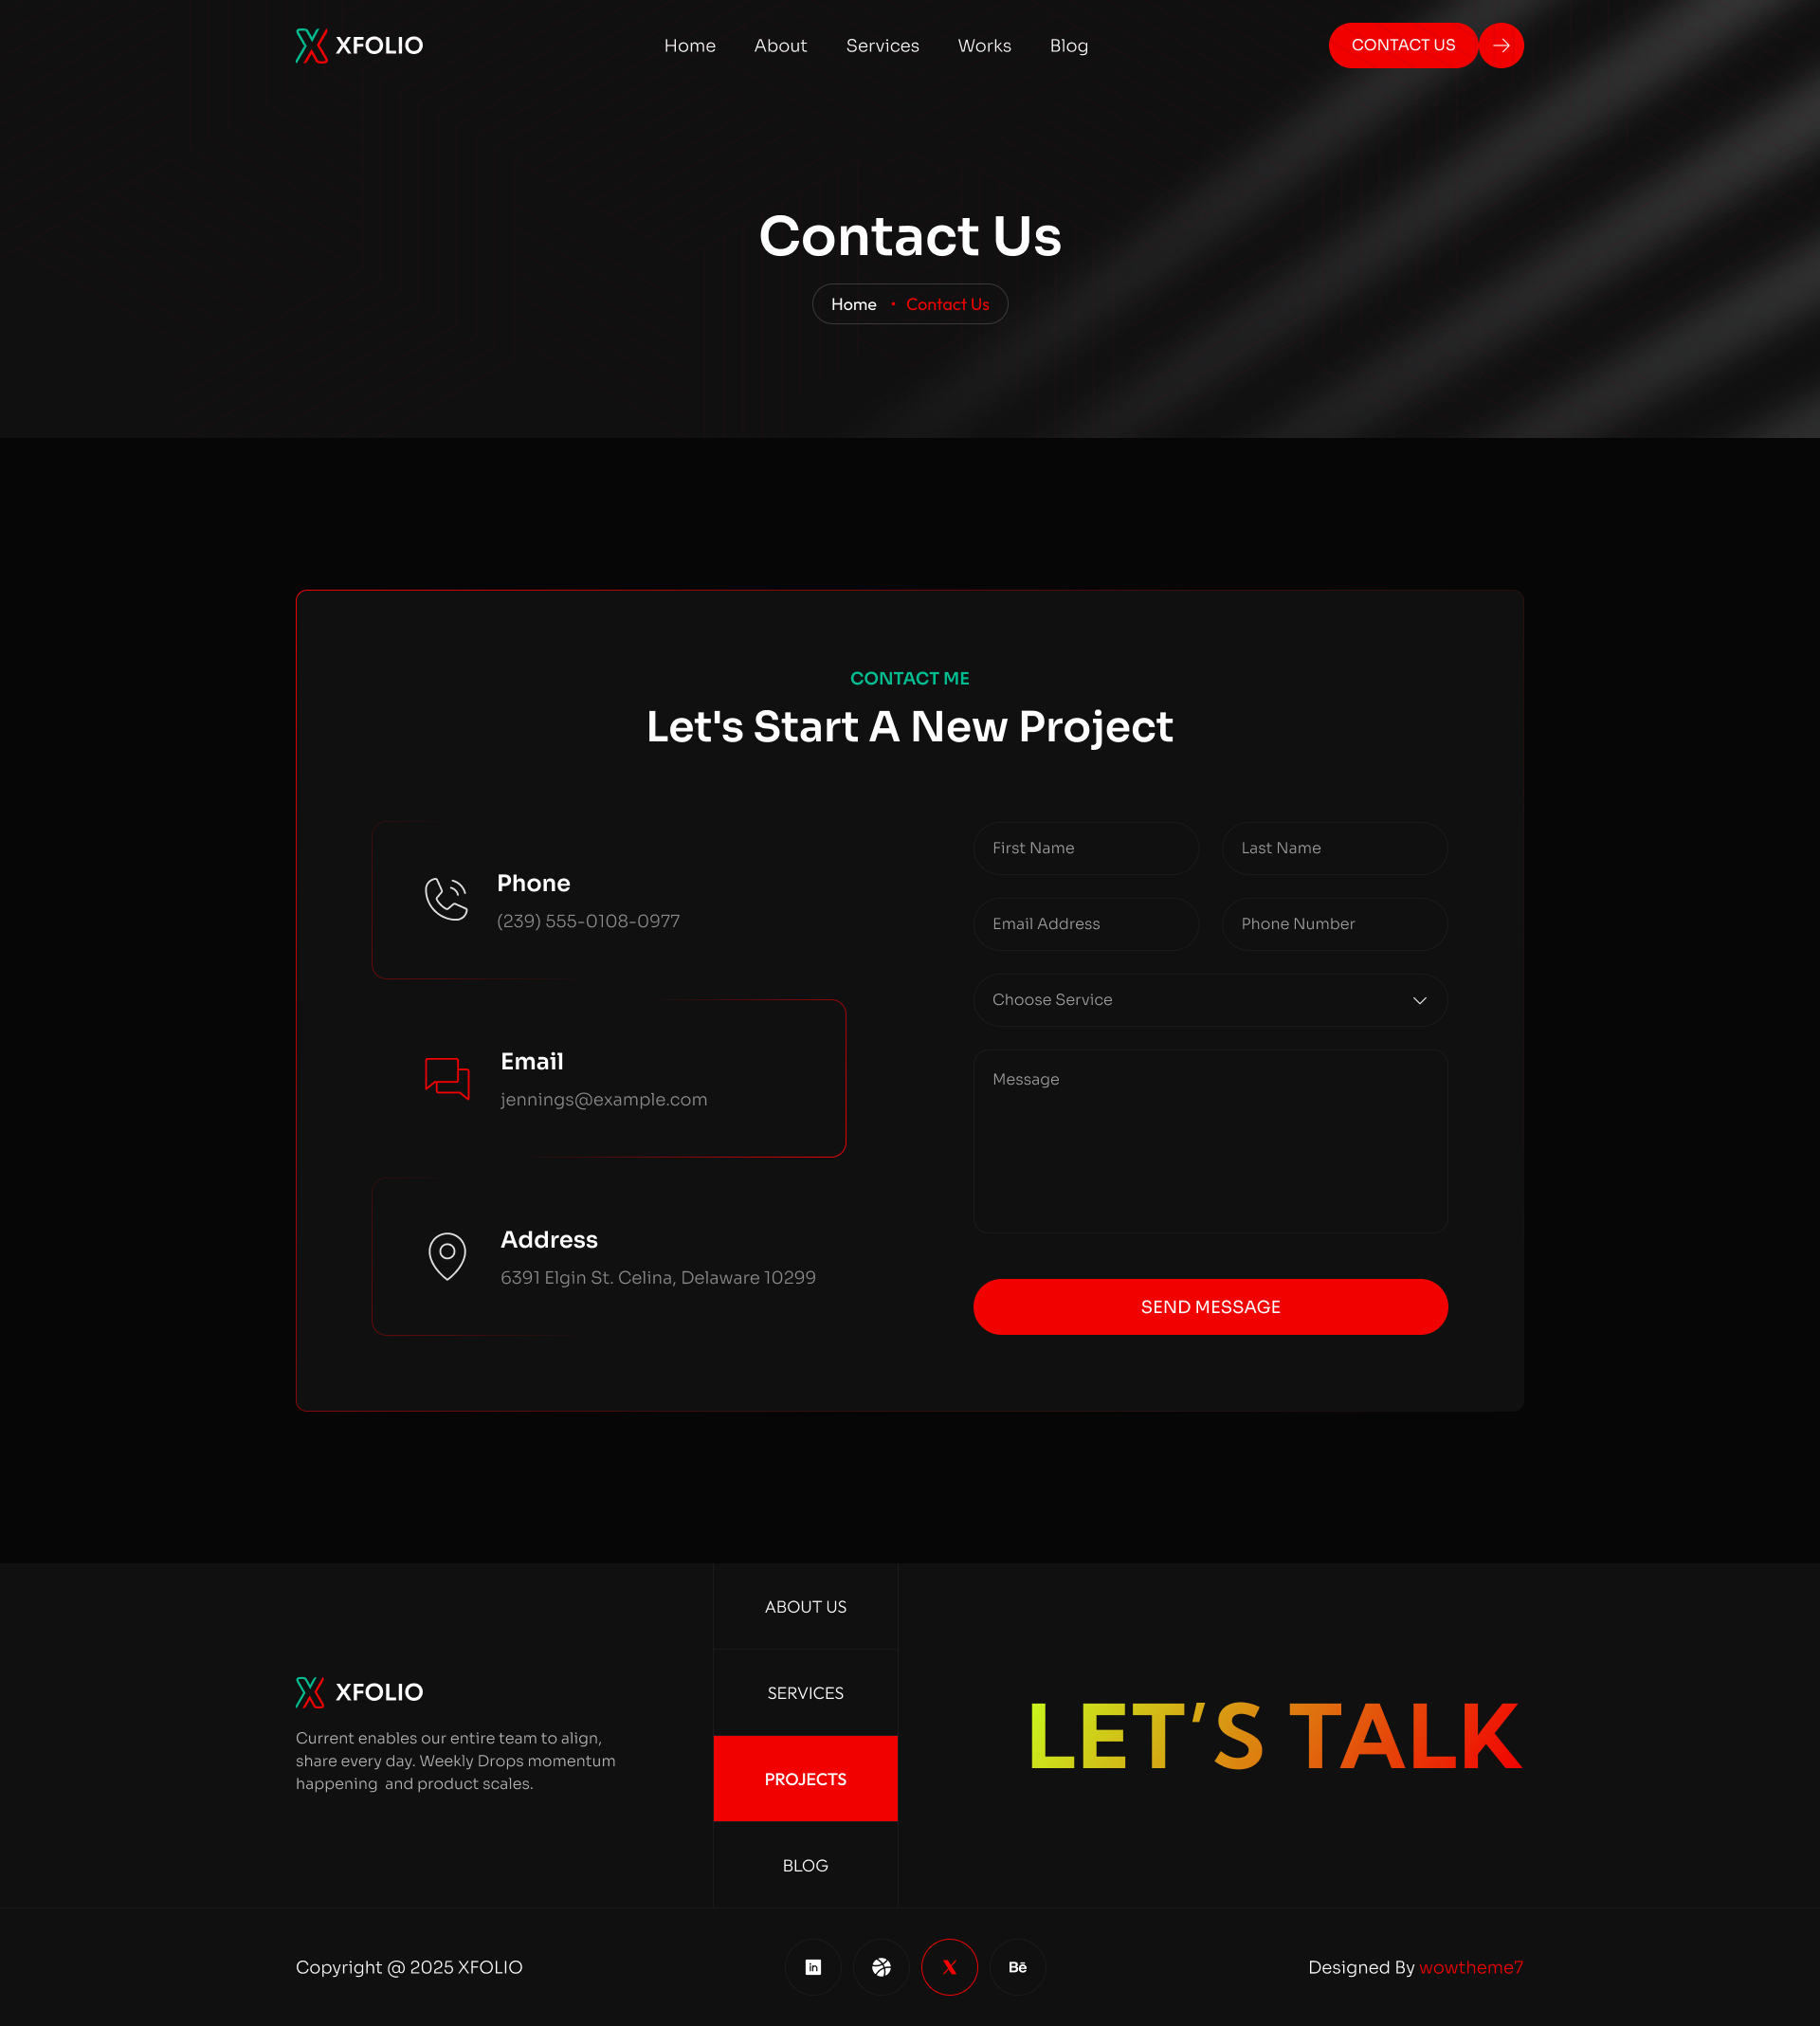 XFOLIO
Home About Services Works Blog
CONTACT US
Contact Us
Home • Contact Us
CONTACT ME
Let's Start A New Project
Phone
(239) 555-0108-0977
Email
jennings@example.com
Address
6391 Elgin St. Celina, Delaware 10299
First Name
Last Name
Email Address
Phone Number
Choose Service
Message
SEND MESSAGE
XFOLIO
Current enables our entire team to align,
share every day. Weekly Drops momentum
happening  and product scales.
ABOUT US
SERVICES
PROJECTS
BLOG
LET’S TALK
Copyright @ 2025 XFOLIO
in
X
Bē
Designed By wowtheme7